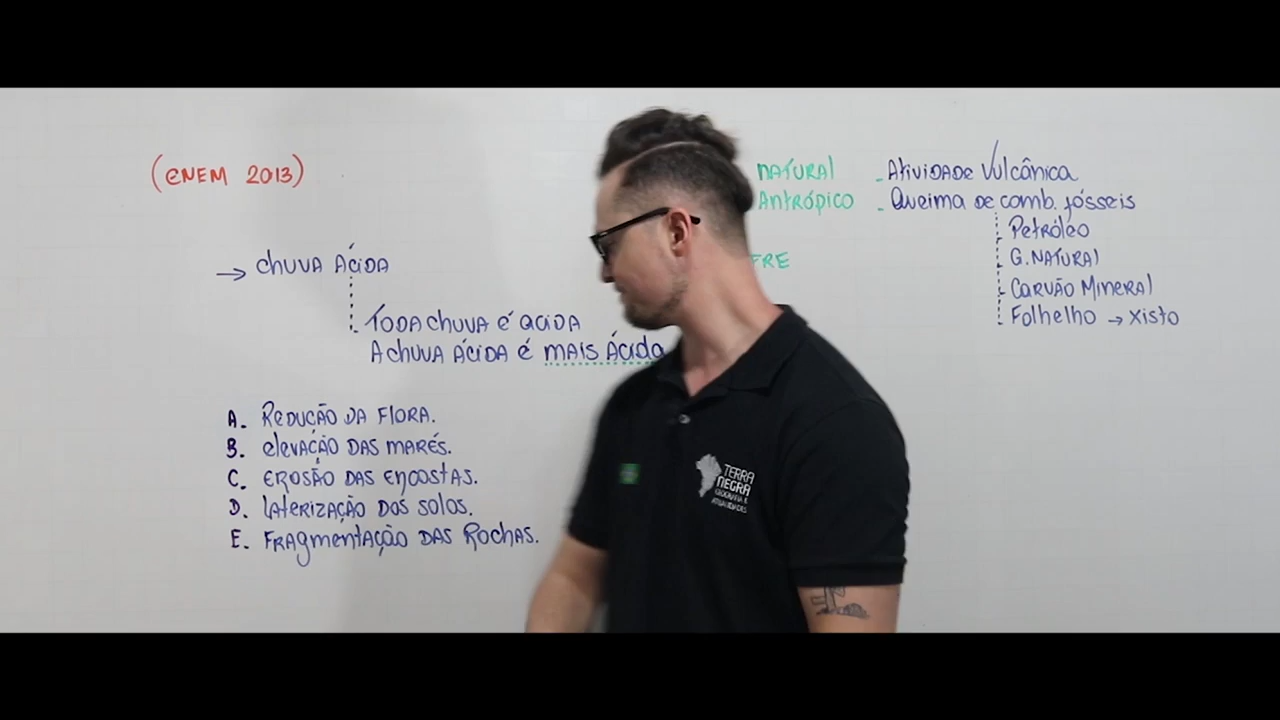 (ENEM 2013)
→ CHUVA ÁCIDA
TODA CHUVA É ÁCIDA
A CHUVA ÁCIDA É MAIS ÁCIDA
A. REDUÇÃO DA FLORA.
B. ELEVAÇÃO DAS MARÉS.
C. EROSÃO DAS ENCOSTAS.
D. LATERIZAÇÃO DOS SOLOS.
E. FRAGMENTAÇÃO DAS ROCHAS.
NATURAL - ATIVIDADE VULCÂNICA
ANTRÓPICO - QUEIMA DE COMB. FÓSSEIS
PETRÓLEO
G. NATURAL
CARVÃO MINERAL
FOLHELHO → XISTO
FRE
TERRA
NEGRA
GEOGRAFIA E
ATUALIDADES